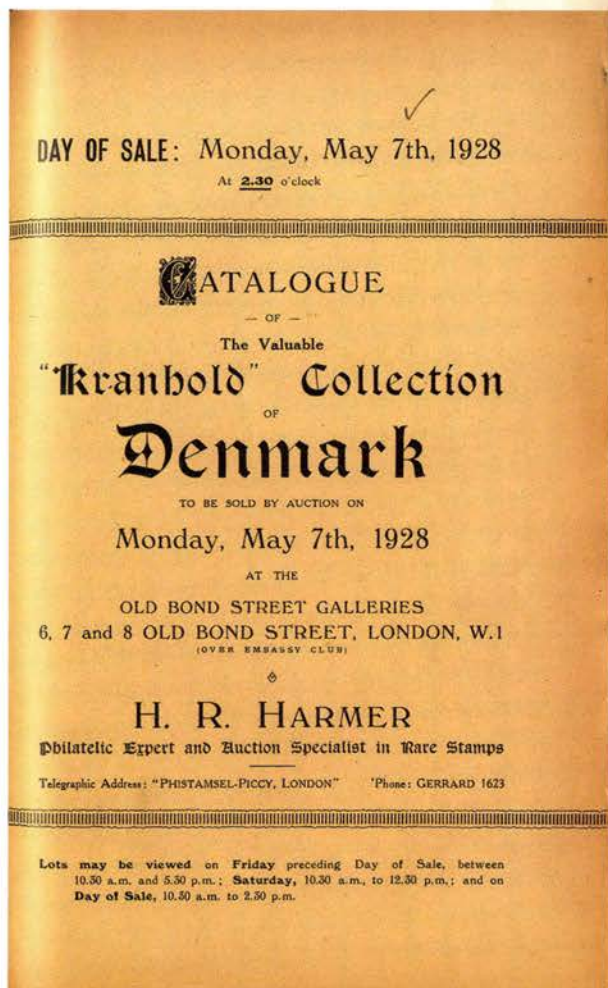 DAY OF SALE: Monday, May 7th, 1928
At 2.30 o'clock
CATALOGUE
— OF —
The Valuable
"Kranhold" Collection
OF
Denmark
TO BE SOLD BY AUCTION ON
Monday, May 7th, 1928
AT THE
OLD BOND STREET GALLERIES
6, 7 and 8 OLD BOND STREET, LONDON, W.1
(OVER EMBASSY CLUB)
H. R. HARMER
Philatelic Expert and Auction Specialist in Rare Stamps
Telegraphic Address: "PHISTAMSEL-PICCY, LONDON" 'Phone: GERRARD 1623
Lots may be viewed on Friday preceding Day of Sale, between
10.30 a.m. and 5.30 p.m.; Saturday, 10.30 a.m., to 12.30 p.m.; and on
Day of Sale, 10.30 a.m. to 2.30 p.m.